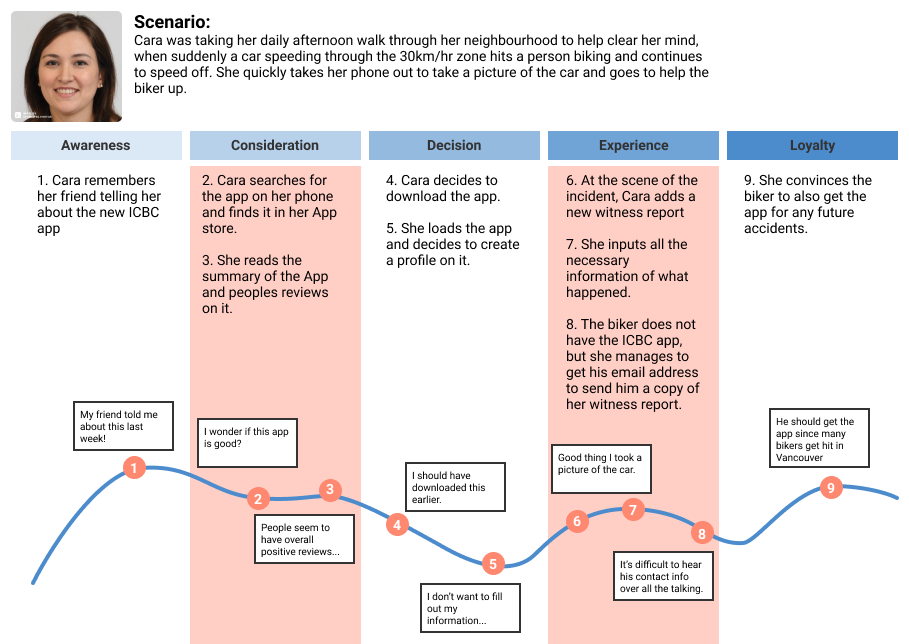 Scenario:
Cara was taking her daily afternoon walk through her neighbourhood to help clear her mind,
when suddenly a car speeding through the 30km/hr zone hits a person biking and continues
to speed off. She quickly takes her phone out to take a picture of the car and goes to help the
biker up.
Awareness
Consideration
Decision
Experience
Loyalty
1. Cara remembers
her friend telling her
about the new ICBC
app
2. Cara searches for
the app on her phone
and finds it in her App
store.
3. She reads the
summary of the App
and peoples reviews
on it.
4. Cara decides to
download the app.
5. She loads the app
and decides to create
a profile on it.
6. At the scene of the
incident, Cara adds a
new witness report
7. She inputs all the
necessary
information of what
happened.
8. The biker does not
have the ICBC app,
but she manages to
get his email address
to send him a copy of
her witness report.
9. She convinces the
biker to also get the
app for any future
accidents.
My friend told me
about this last
week!
1
I wonder if this app
is good?
2
3
People seem to
have overall
positive reviews...
I should have
downloaded this
earlier.
4
5
I don't want to fill
out my
information...
Good thing I took a
picture of the car.
6
7
8
It's difficult to hear
his contact info
over all the talking.
He should get the
app since many
bikers get hit in
Vancouver
9